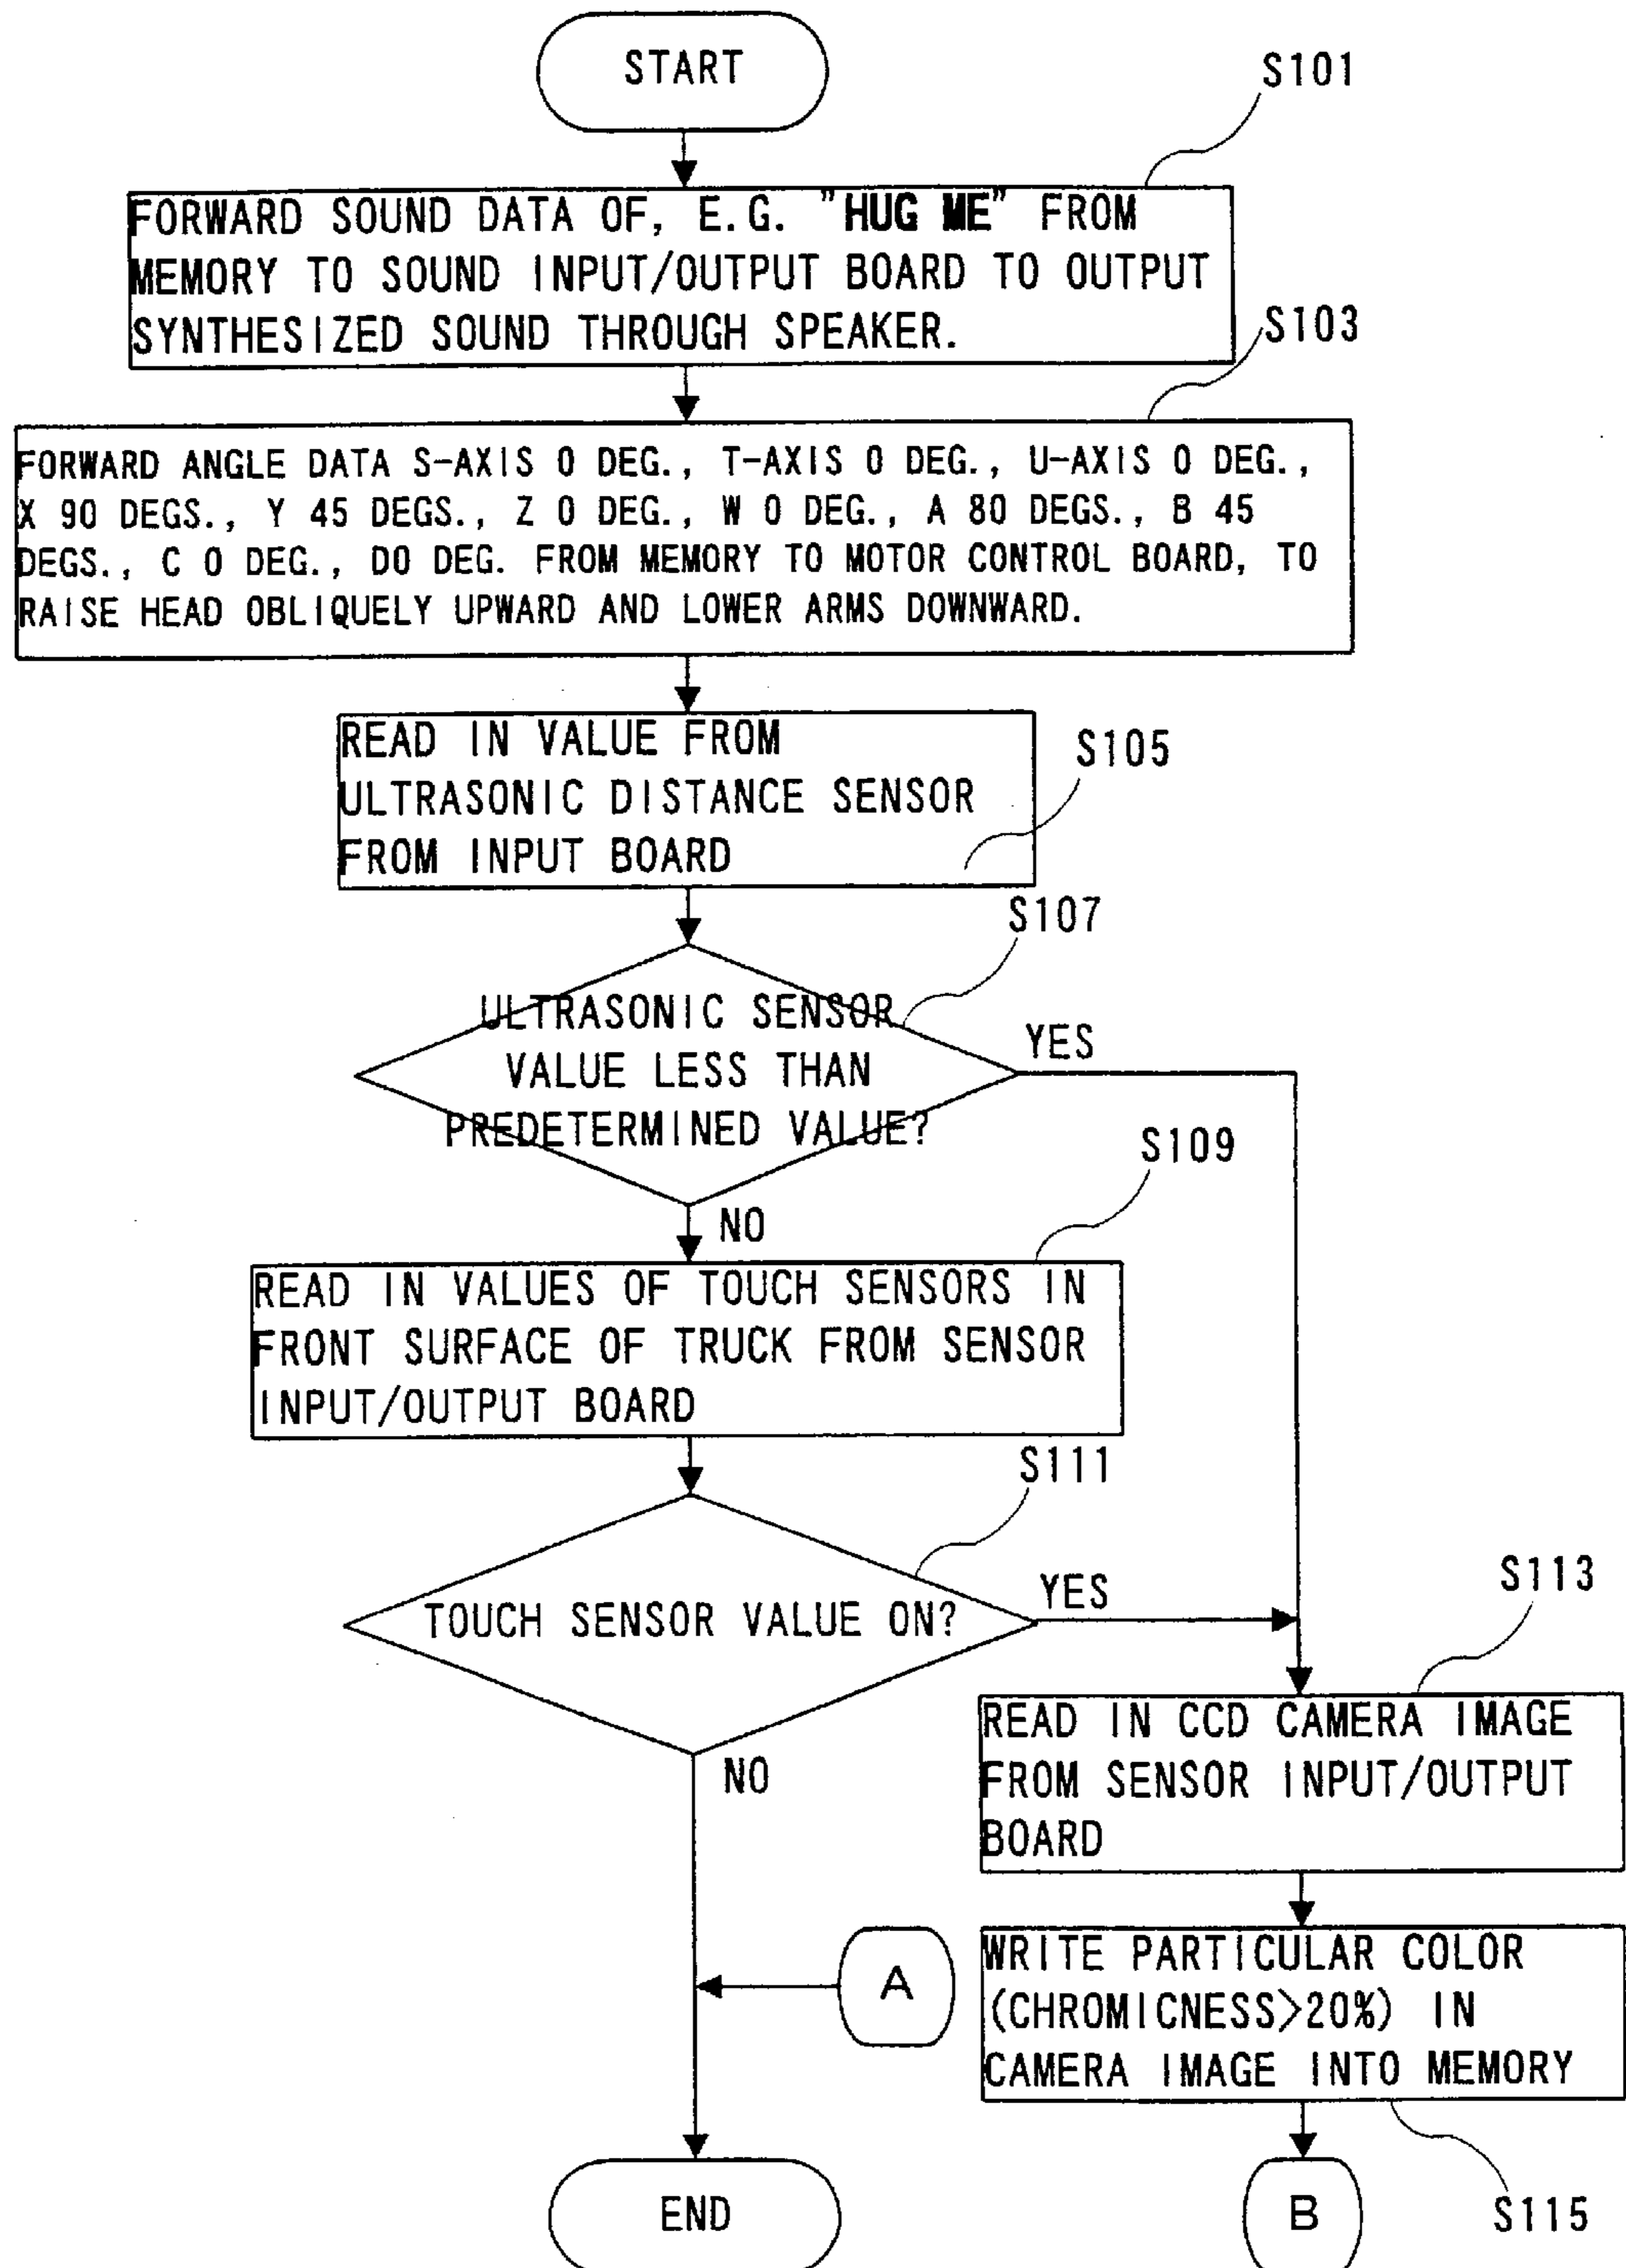 START
S101
FORWARD SOUND DATA OF, E.G. "HUG ME" FROM
MEMORY TO SOUND INPUT/OUTPUT BOARD TO OUTPUT
SYNTHESIZED SOUND THROUGH SPEAKER.
S103
FORWARD ANGLE DATA S-AXIS 0 DEG., T-AXIS 0 DEG., U-AXIS 0 DEG.,
X 90 DEGS., Y 45 DEGS., Z 0 DEG., W 0 DEG., A 80 DEGS., B 45
DEGS., C 0 DEG., D0 DEG. FROM MEMORY TO MOTOR CONTROL BOARD, TO
RAISE HEAD OBLIQUELY UPWARD AND LOWER ARMS DOWNWARD.
READ IN VALUE FROM
ULTRASONIC DISTANCE SENSOR
FROM INPUT BOARD
S105
S107
ULTRASONIC SENSOR
VALUE LESS THAN
PREDETERMINED VALUE?
YES
NO
S109
READ IN VALUES OF TOUCH SENSORS IN
FRONT SURFACE OF TRUCK FROM SENSOR
INPUT/OUTPUT BOARD
S111
TOUCH SENSOR VALUE ON?
YES
NO
S113
READ IN CCD CAMERA IMAGE
FROM SENSOR INPUT/OUTPUT
BOARD
A
WRITE PARTICULAR COLOR
(CHROMICNESS>20%) IN
CAMERA IMAGE INTO MEMORY
END
B
S115